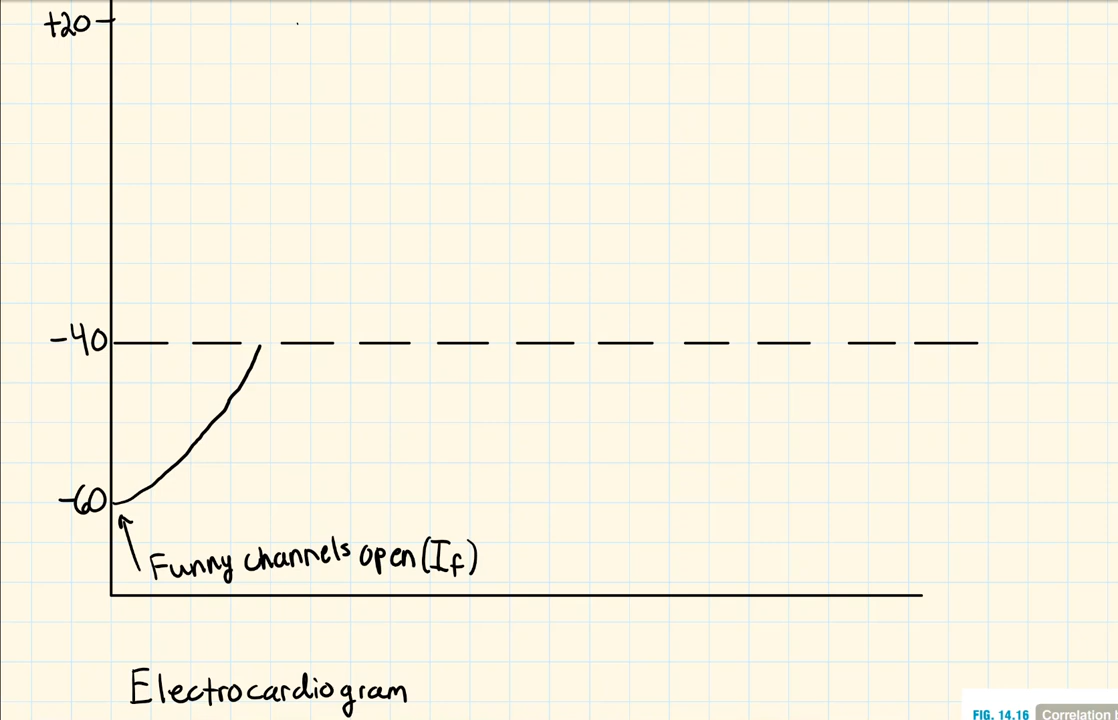 +20
-40
-60
Funny channels open (If)
Electrocardiogram
FIG. 14.16 Correlation